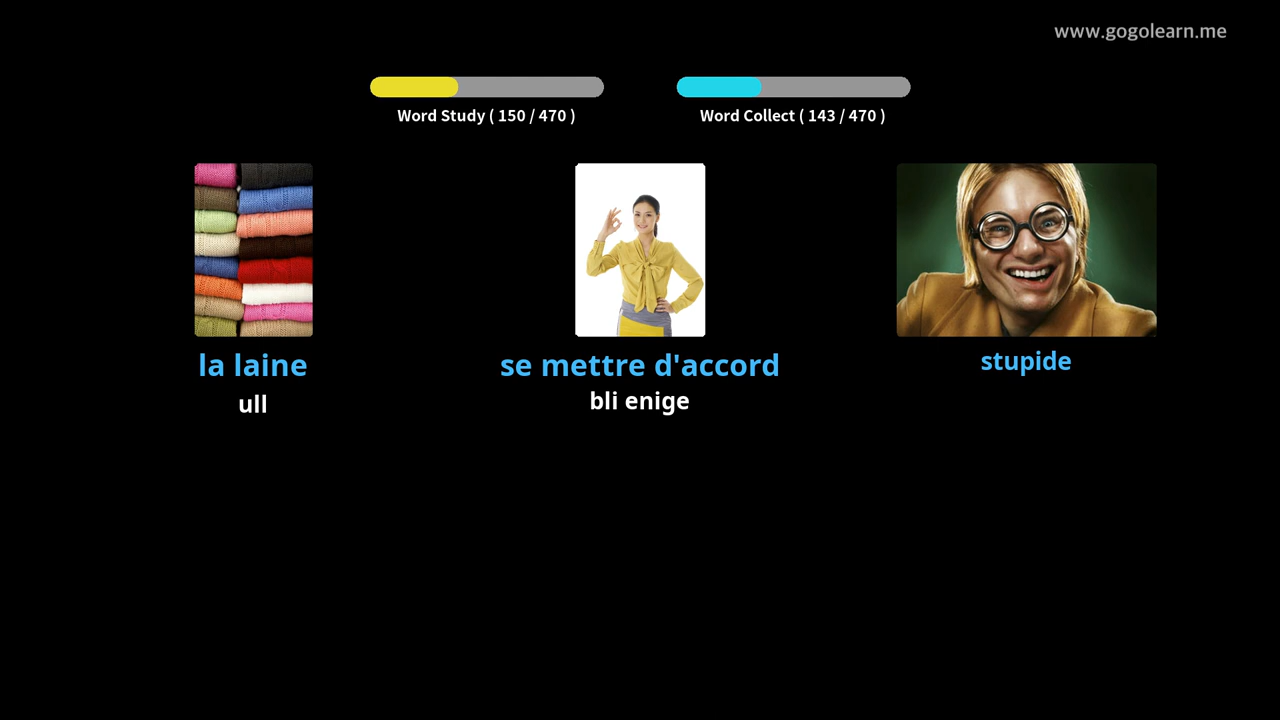 www.gogolearn.me
Word Study ( 150 / 470 )
Word Collect ( 143 / 470 )
la laine
ull
se mettre d'accord
bli enige
stupide